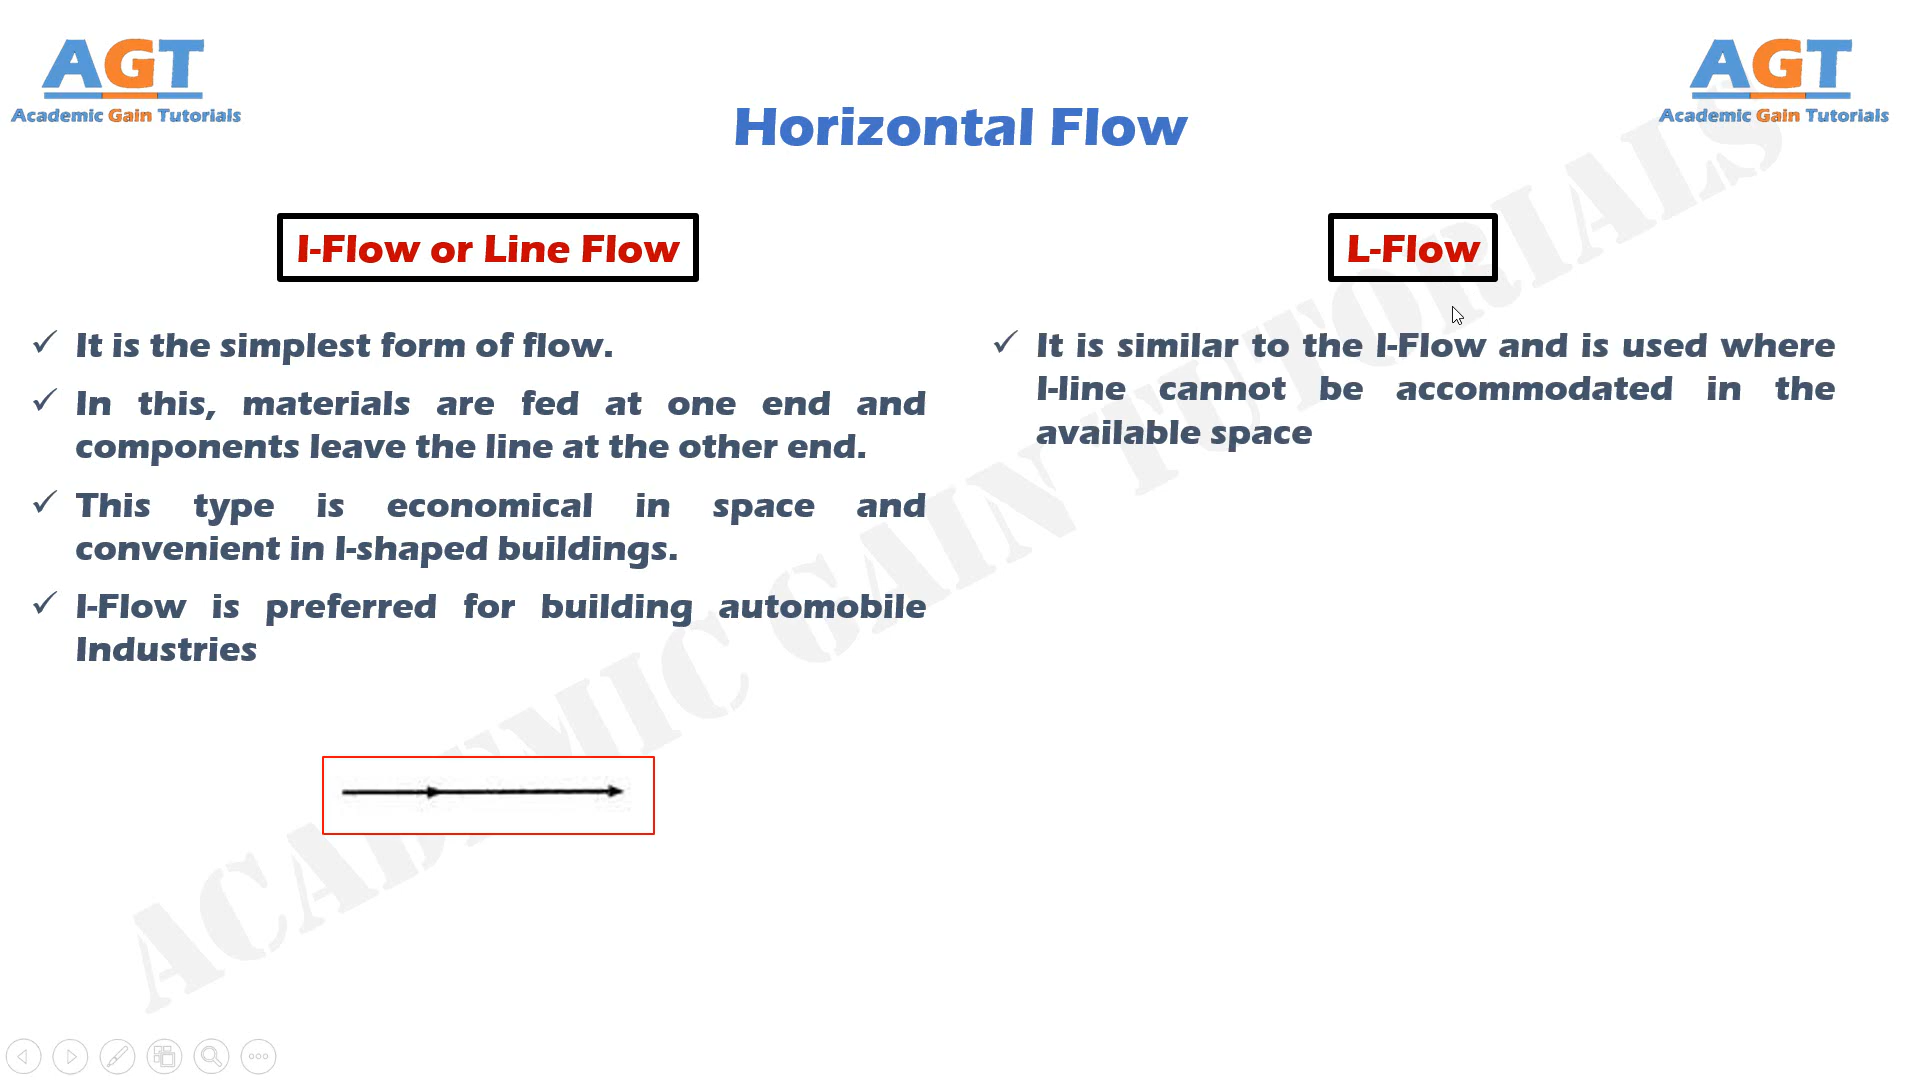 AGT
Academic Gain Tutorials
AGT
Academic Gain Tutorials
Horizontal Flow
I-Flow or Line Flow
It is the simplest form of flow.
In this, materials are fed at one end and
components leave the line at the other end.
This type is economical in space and
convenient in I-shaped buildings.
I-Flow is preferred for building automobile
Industries
L-Flow
It is similar to the I-Flow and is used where
I-line cannot be accommodated in the
available space
ACADEMIC GAIN TUTORIALS